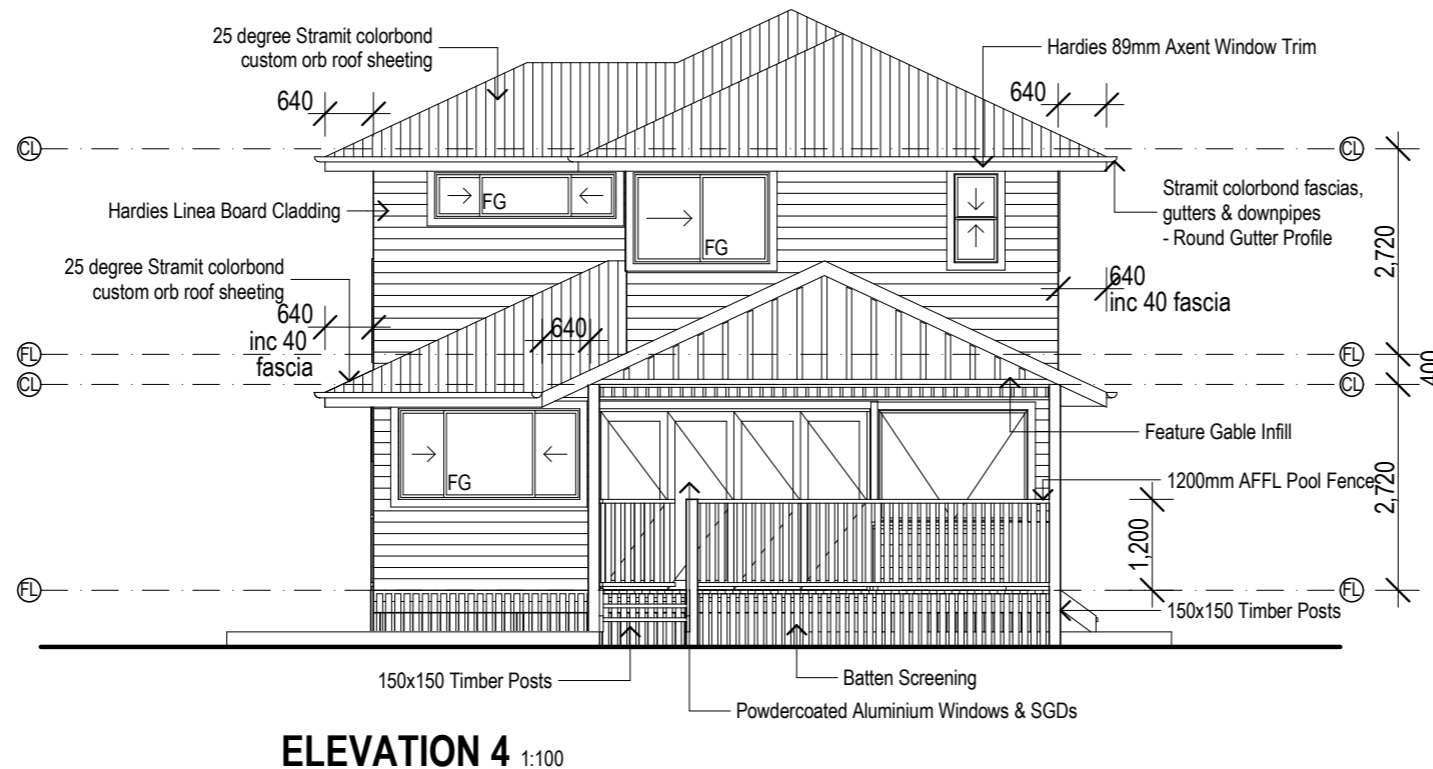 25 degree Stramit colorbond
custom orb roof sheeting
Hardies 89mm Axent Window Trim
640
640
CL
CL
Hardies Linea Board Cladding
FG
FG
Stramit colorbond fascias,
gutters & downpipes
- Round Gutter Profile
2,720
25 degree Stramit colorbond
custom orb roof sheeting
640
inc 40 fascia
640
inc 40
fascia
640
FL
FL
400
CL
CL
Feature Gable Infill
FG
1200mm AFFL Pool Fence
2,720
1,200
FL
FL
150x150 Timber Posts
150x150 Timber Posts
Batten Screening
Powdercoated Aluminium Windows & SGDs
ELEVATION 4 1:100